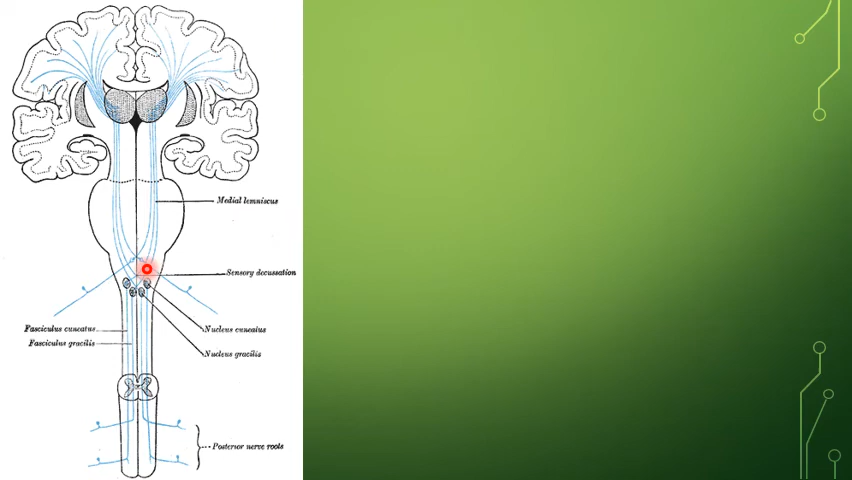 Medial lemniscus
Sensory decussation
Fasciculus cuneatus
Nucleus cuneatus
Fasciculus gracilis
Nucleus gracilis
Posterior nerve roots